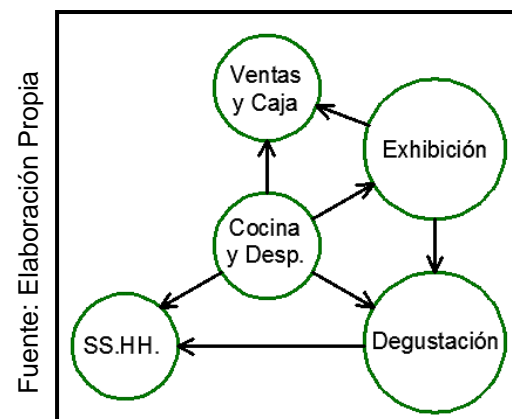 Fuente: Elaboración Propia
Ventas
y Caja
Exhibición
Cocina
y Desp.
SS.HH.
Degustación